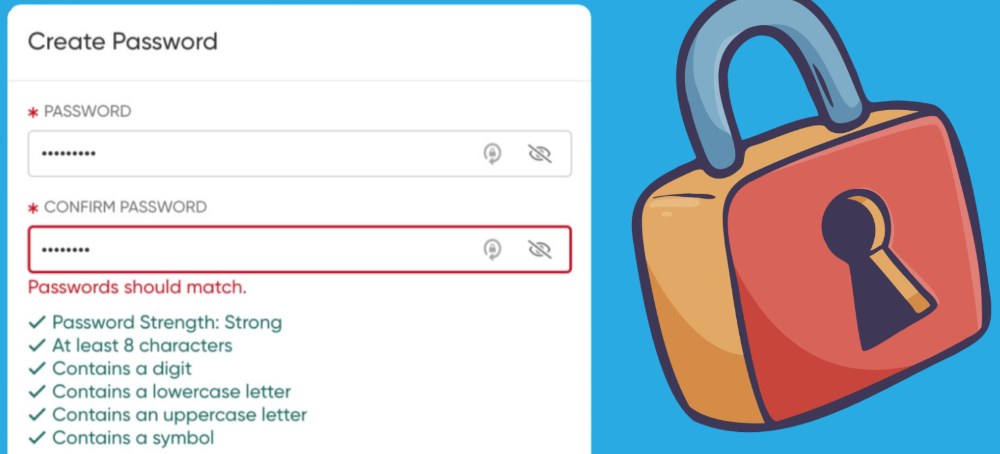 Create Password
* PASSWORD
•••••••••
* CONFIRM PASSWORD
••••••••
Passwords should match.
✓ Password Strength: Strong
✓ At least 8 characters
✓ Contains a digit
✓ Contains a lowercase letter
✓ Contains an uppercase letter
✓ Contains a symbol